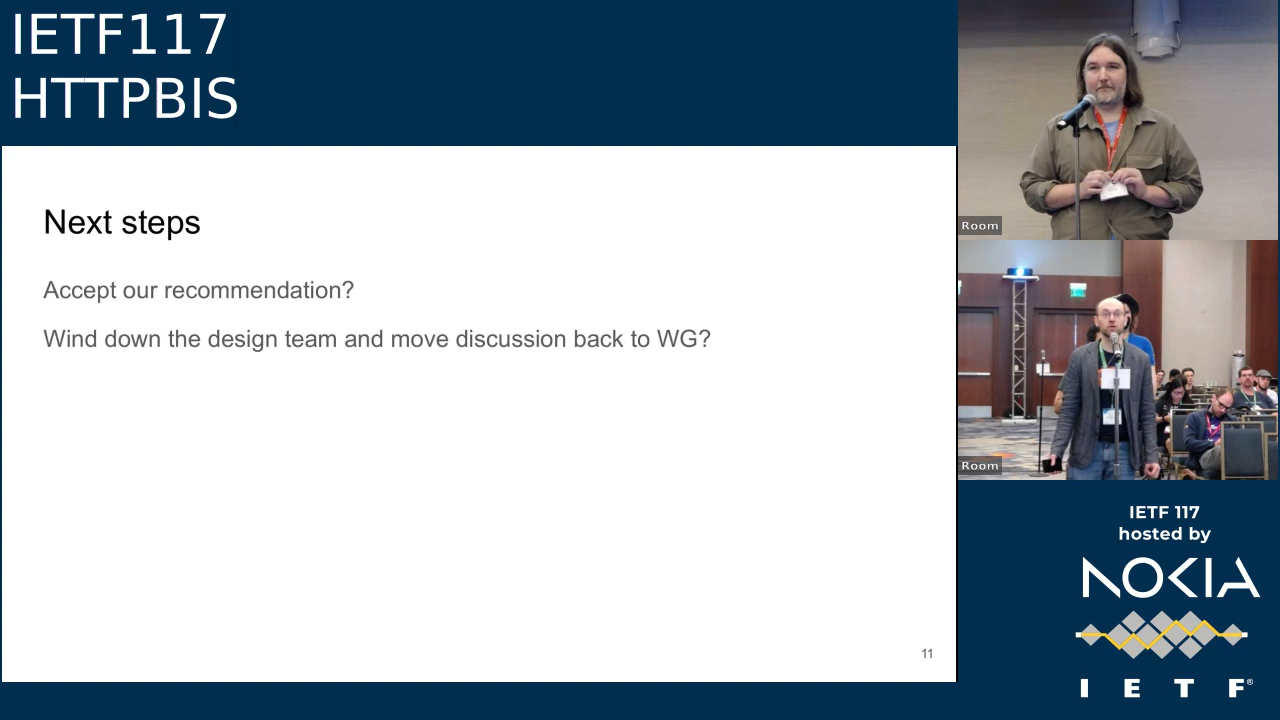 IETF117
HTTPBIS
Next steps
Accept our recommendation?
Wind down the design team and move discussion back to WG?
11
Room
Room
IETF 117
hosted by
NOKIA
I E T F®